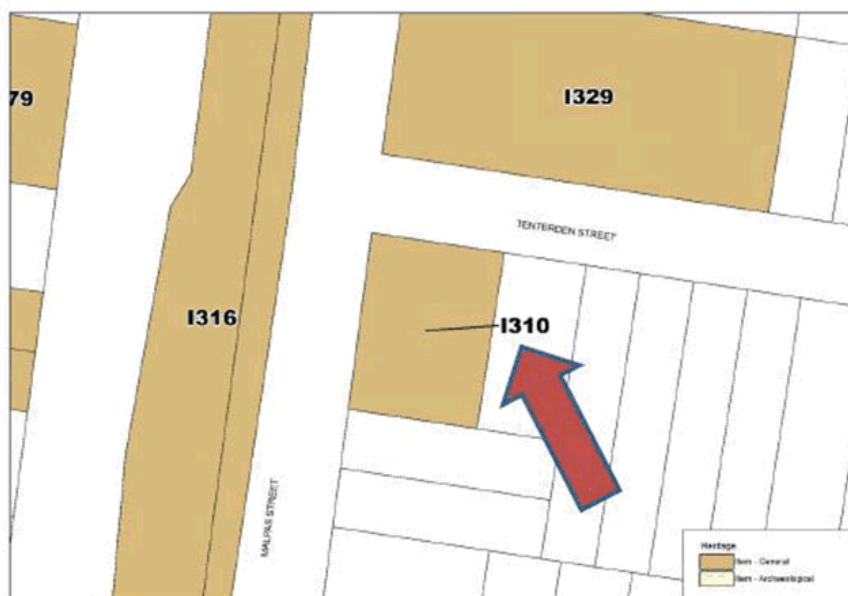 79
I329
TENTERDEN STREET
I316
I310
MALPAS STREET
Heritage
Item - General
Item - Archaeological